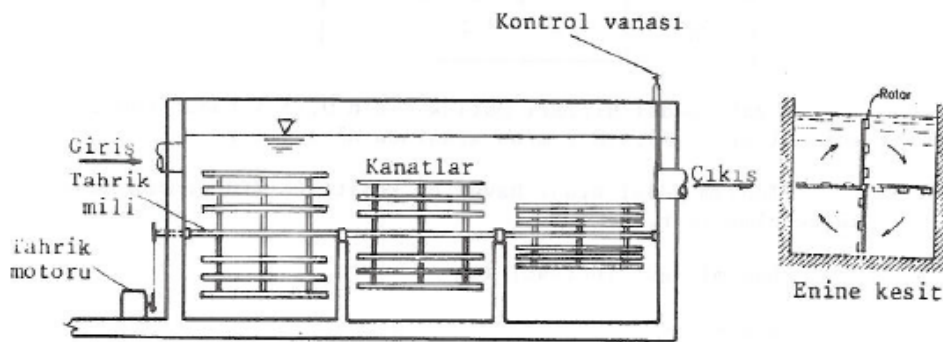 Kontrol vanası
Rotor
Giriş
Kanatlar
Çıkış
Tahrik
mili
Tahrik
motoru
Enine kesit